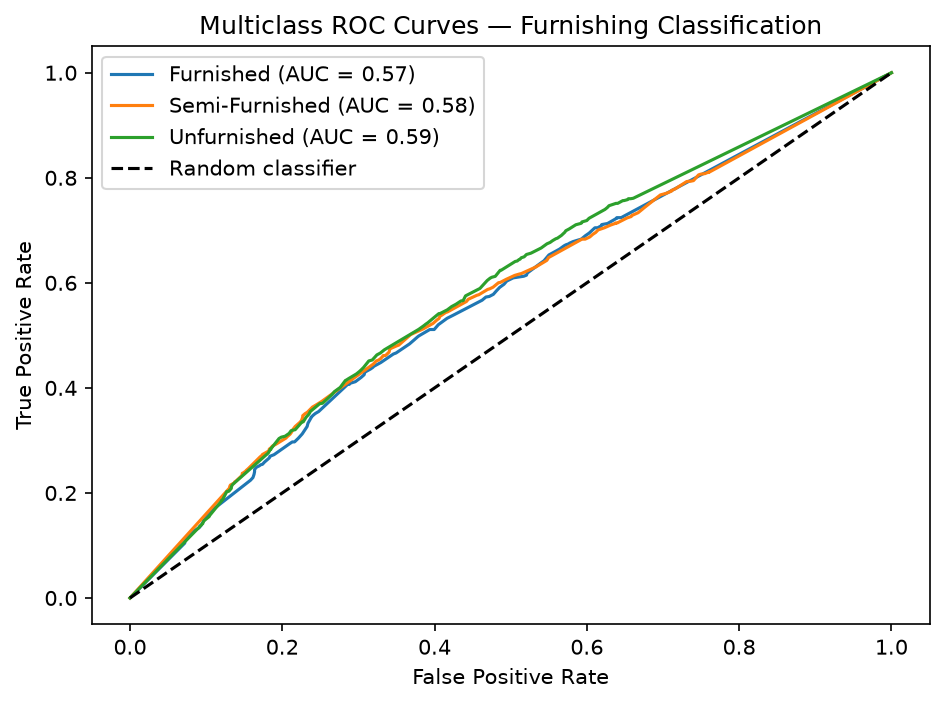 Multiclass ROC Curves — Furnishing Classification
Furnished (AUC = 0.57)
Semi-Furnished (AUC = 0.58)
Unfurnished (AUC = 0.59)
Random classifier
True Positive Rate
1.0
0.8
0.6
0.4
0.2
0.0
0.0 0.2 0.4 0.6 0.8 1.0
False Positive Rate